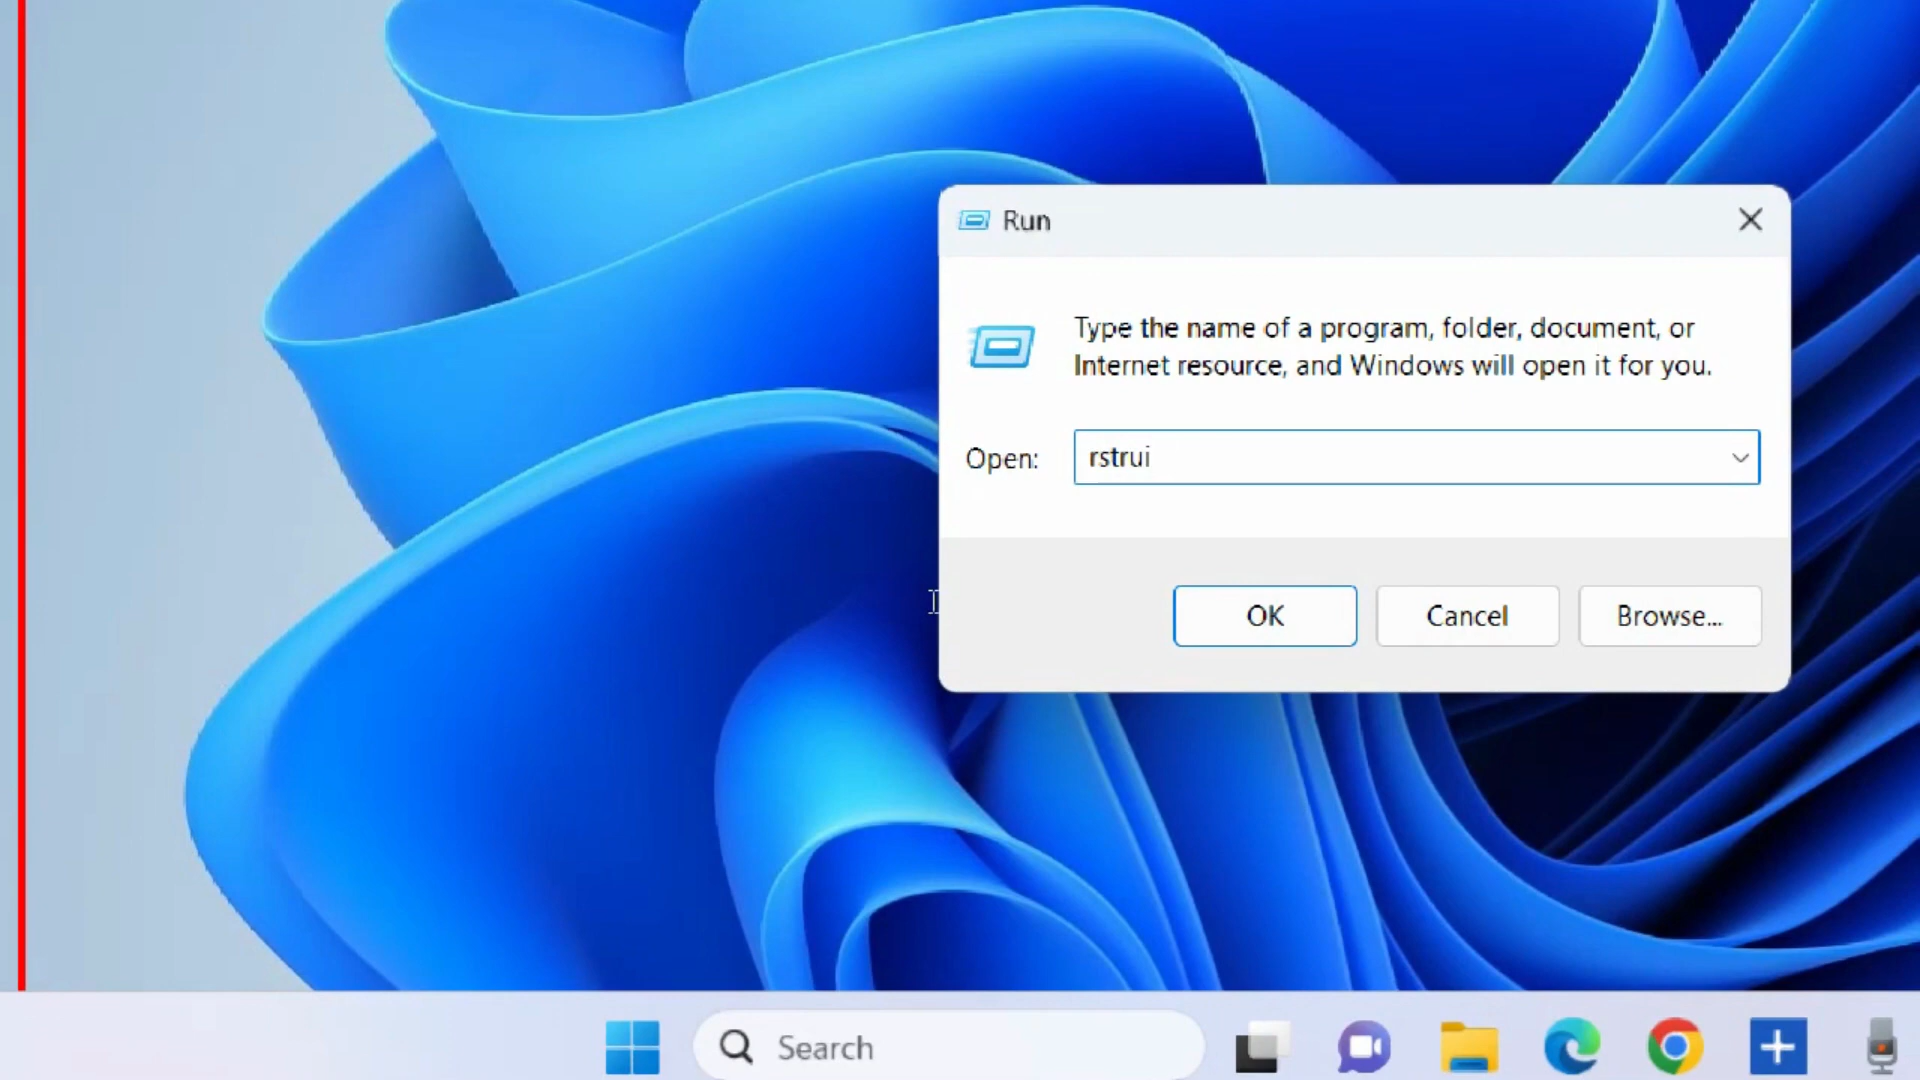 Run
Type the name of a program, folder, document, or
Internet resource, and Windows will open it for you.
Open: rstrui
OK Cancel Browse...
Search